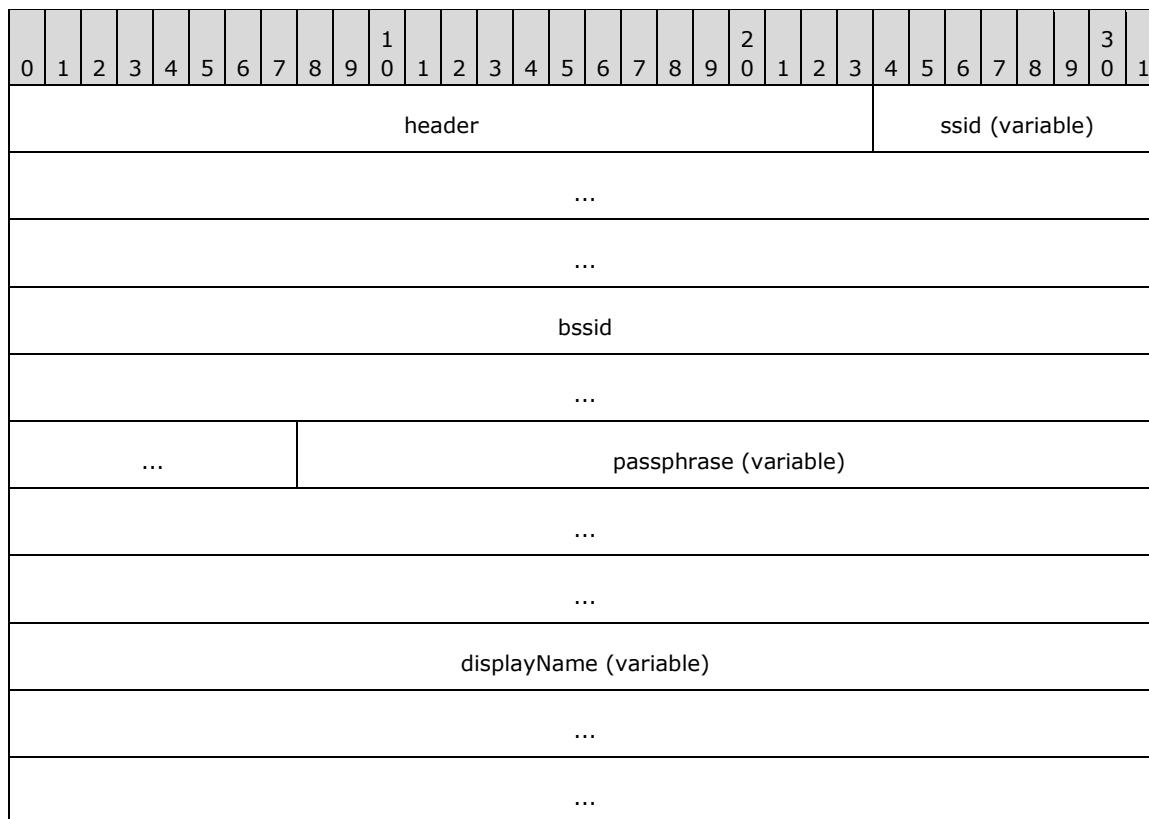 1 2 3
0 1 2 3 4 5 6 7 8 9 0 1 2 3 4 5 6 7 8 9 0 1 2 3 4 5 6 7 8 9 0 1
header ssid (variable)
...
...
bssid
...
... passphrase (variable)
...
...
displayName (variable)
...
...